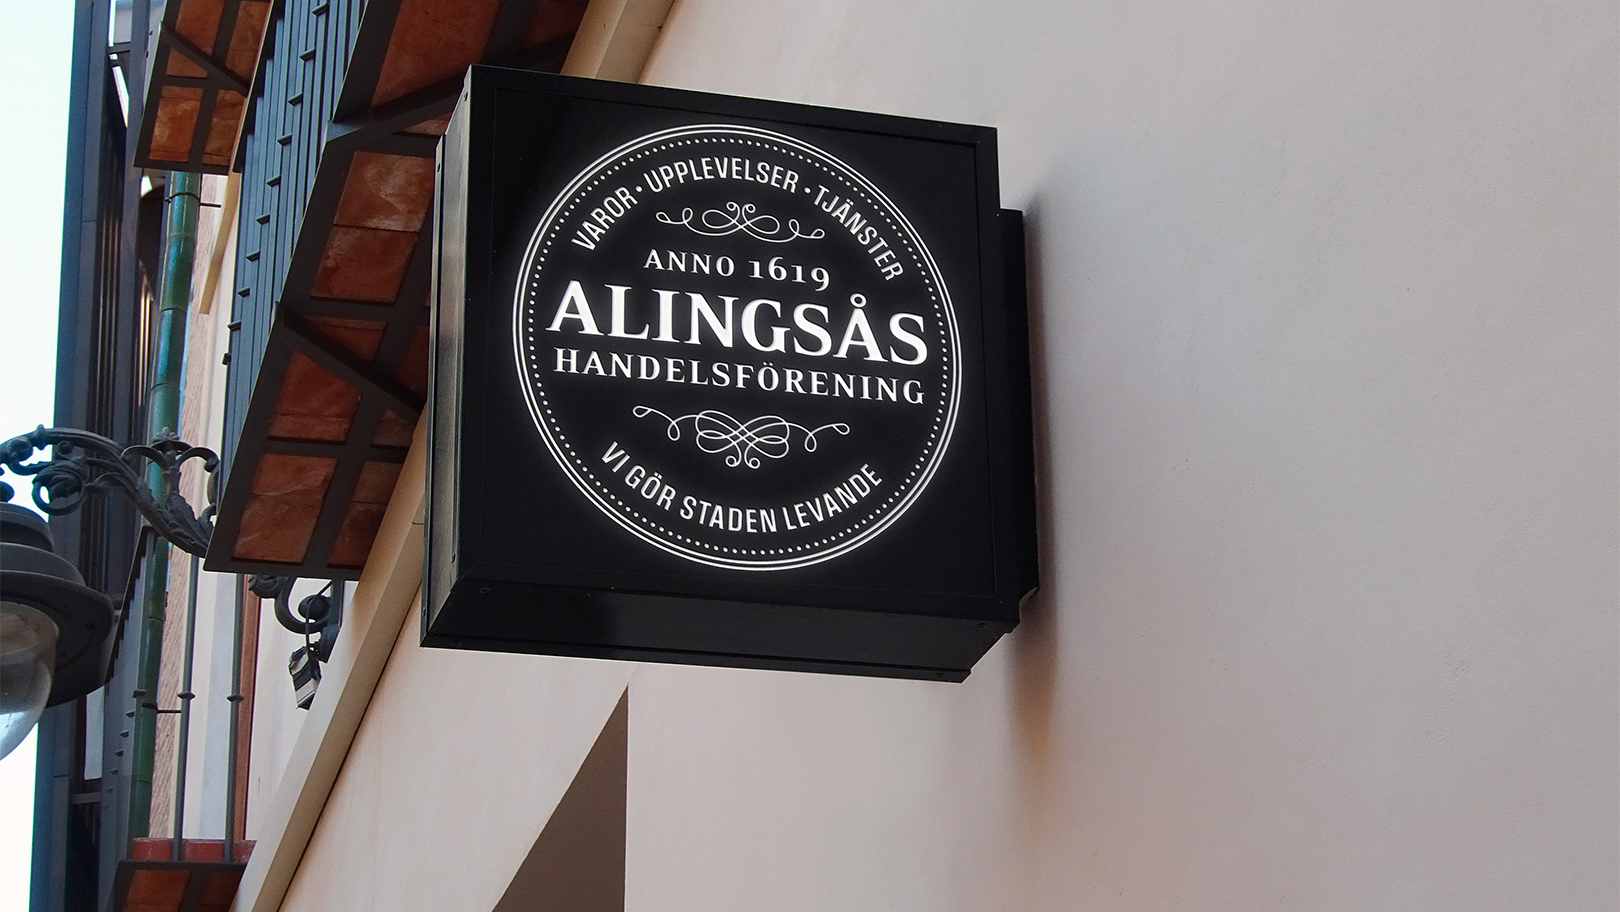 VAROR • UPPLEVELSER • TJÄNSTER
ANNO 1619
ALINGSÅS
HANDELSFÖRENING
VI GÖR STADEN LEVANDE